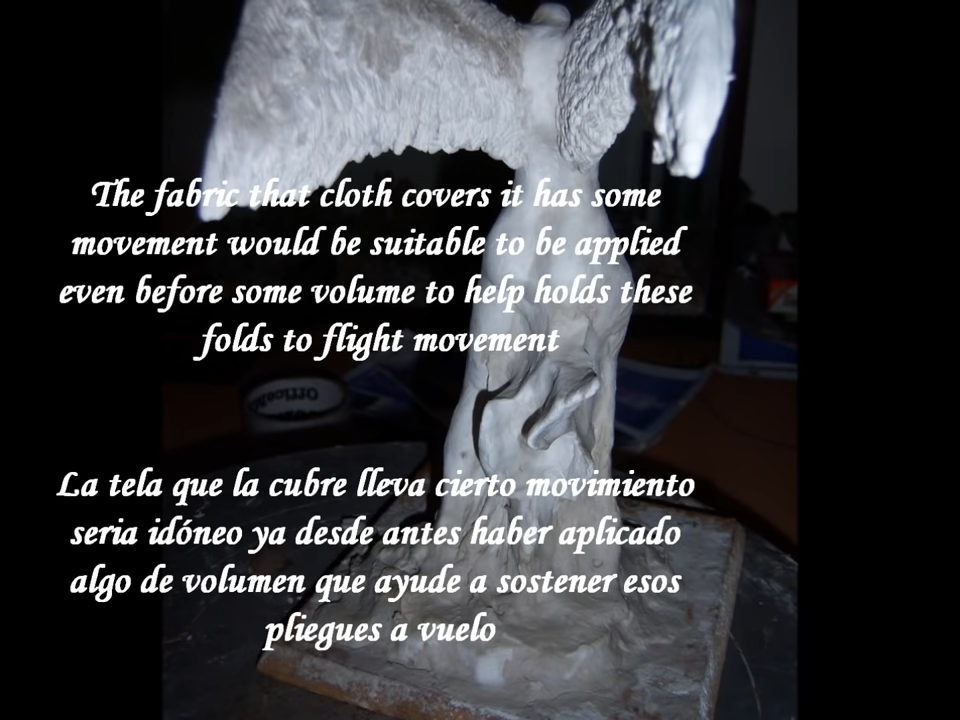 The fabric that cloth covers it has some
movement would be suitable to be applied
even before some volume to help holds these
folds to flight movement
La tela que la cubre lleva cierto movimiento
seria idóneo ya desde antes haber aplicado
algo de volumen que ayude a sostener esos
pliegues a vuelo